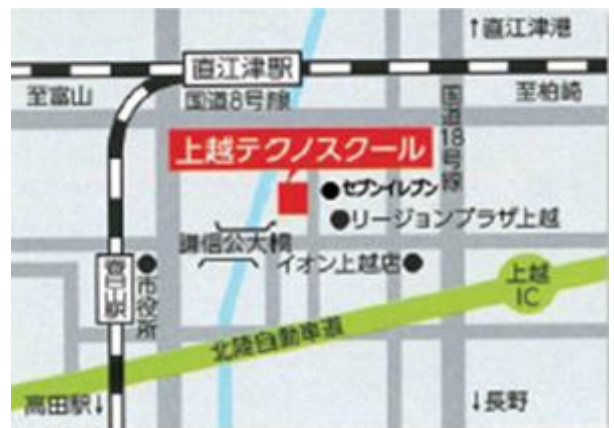 ↑直江津港
直江津駅
至富山
国道8号線
至柏崎
国道18号線
上越テクノスクール
●セブンイレブン
●リージョンプラザ上越
謙信公大橋
イオン上越店●
春日山駅
●市役所
上越
IC
北陸自動車道
高田駅↓
↓長野